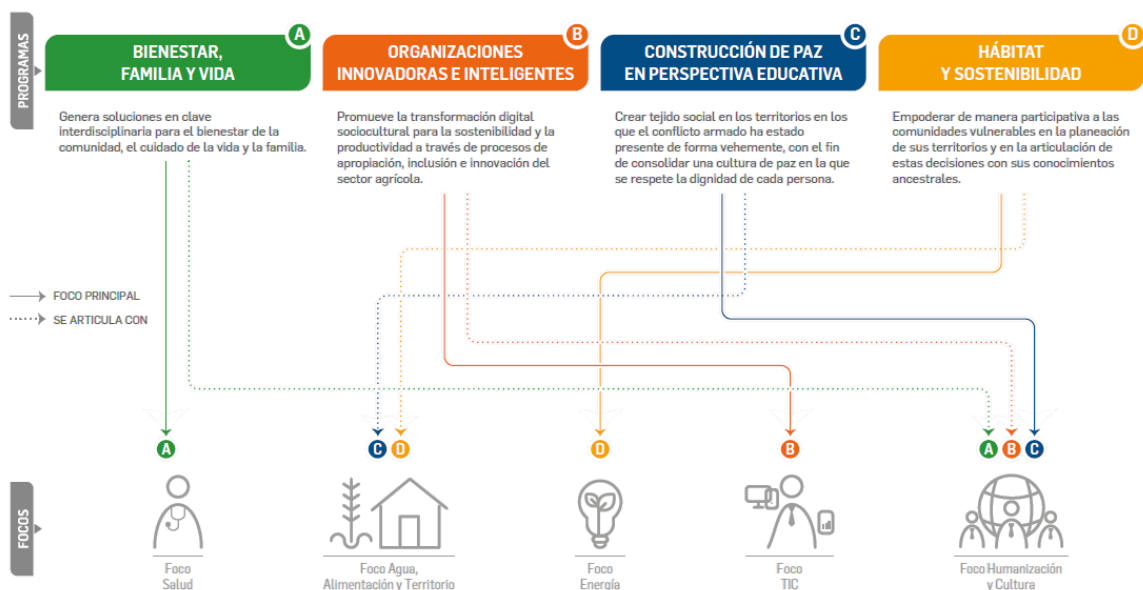 PROGRAMAS
A
BIENESTAR,
FAMILIA Y VIDA
Genera soluciones en clave
interdisciplinaria para el bienestar de la
comunidad, el cuidado de la vida y la familia.
B
ORGANIZACIONES
INNOVADORAS E INTELIGENTES
Promueve la transformación digital
sociocultural para la sostenibilidad y la
productividad a través de procesos de
apropiación, inclusión e innovación del
sector agrícola.
C
CONSTRUCCIÓN DE PAZ
EN PERSPECTIVA EDUCATIVA
Crear tejido social en los territorios en los
que el conflicto armado ha estado
presente de forma vehemente, con el fin
de consolidar una cultura de paz en la que
se respete la dignidad de cada persona.
D
HÁBITAT
Y SOSTENIBILIDAD
Empoderar de manera participativa a las
comunidades vulnerables en la planeación
de sus territorios y en la articulación de
estas decisiones con sus conocimientos
ancestrales.
FOCO PRINCIPAL
SE ARTICULA CON
A
C D
D
B
A B C
FOCOS
Foco
Salud
Foco Agua,
Alimentación y Territorio
Foco
Energía
Foco
TIC
Foco Humanización
y Cultura